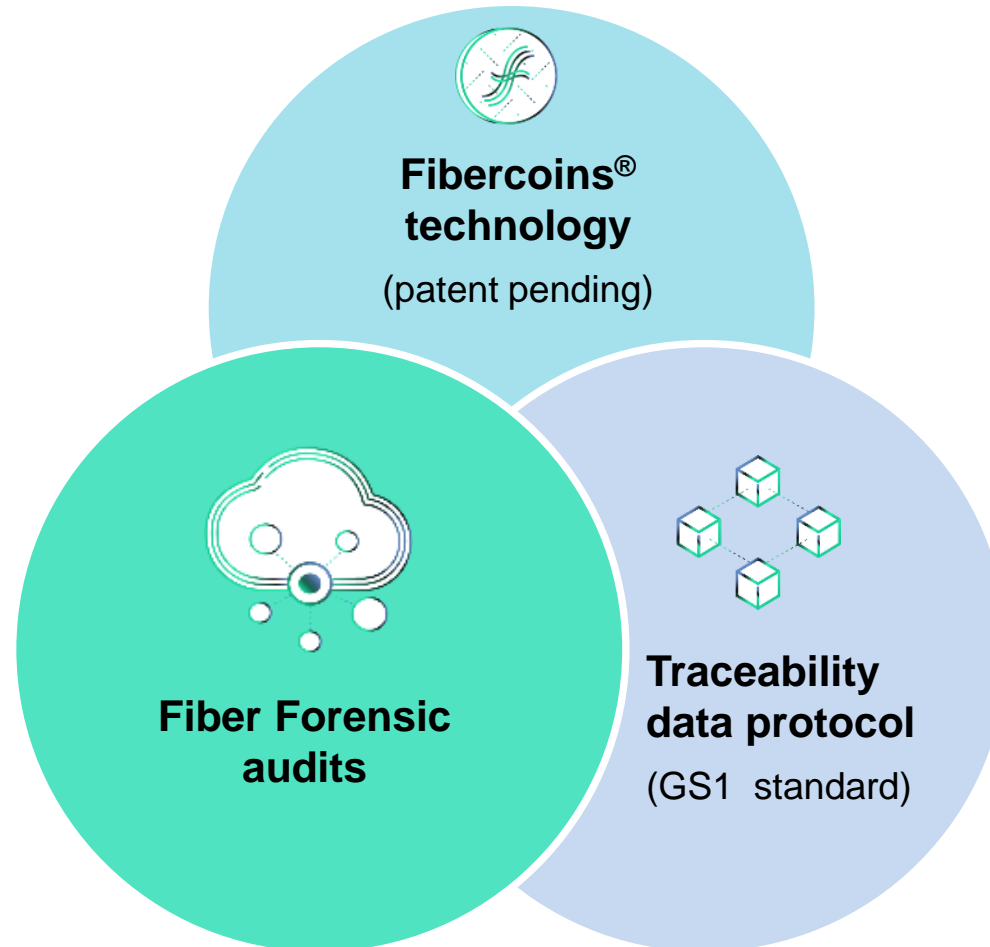 Fibercoins®
technology
(patent pending)
Fiber Forensic
audits
Traceability
data protocol
(GS1 standard)